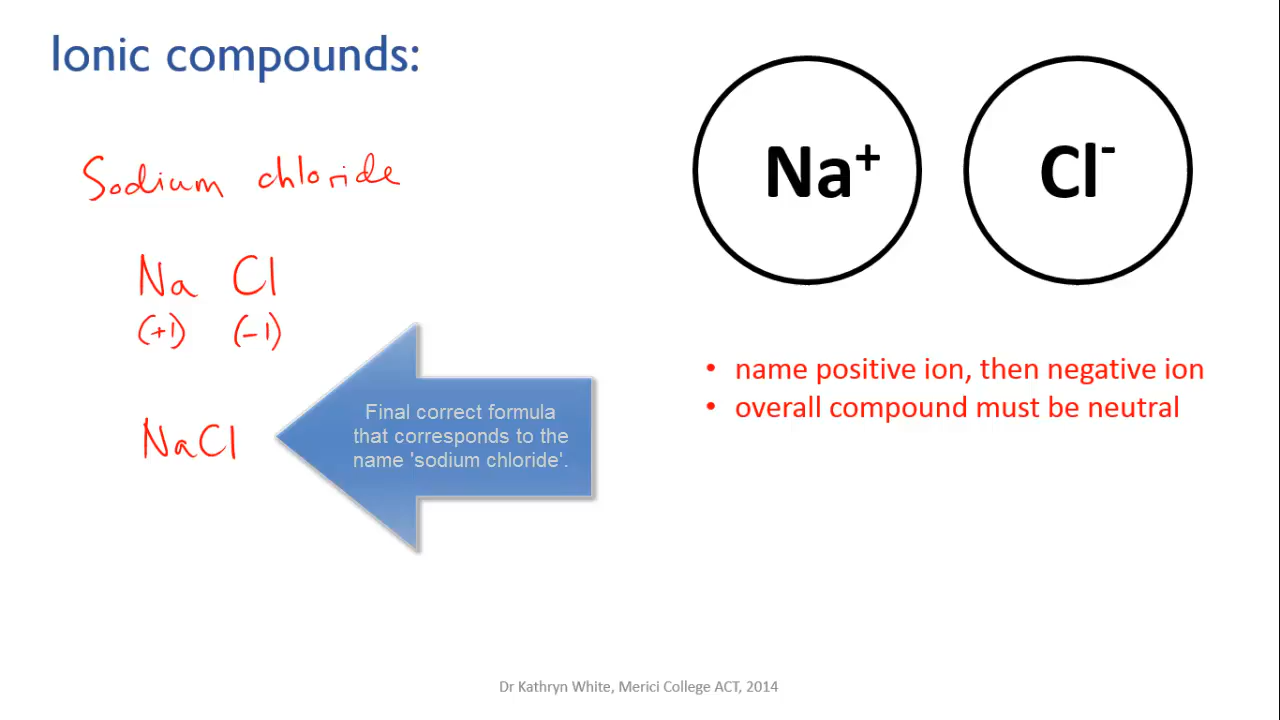 Ionic compounds:
Sodium chloride
Na Cl
(+1) (-1)
NaCl
Final correct formula
that corresponds to the
name 'sodium chloride'.
Na⁺
Cl⁻
• name positive ion, then negative ion
• overall compound must be neutral
Dr Kathryn White, Merici College ACT, 2014